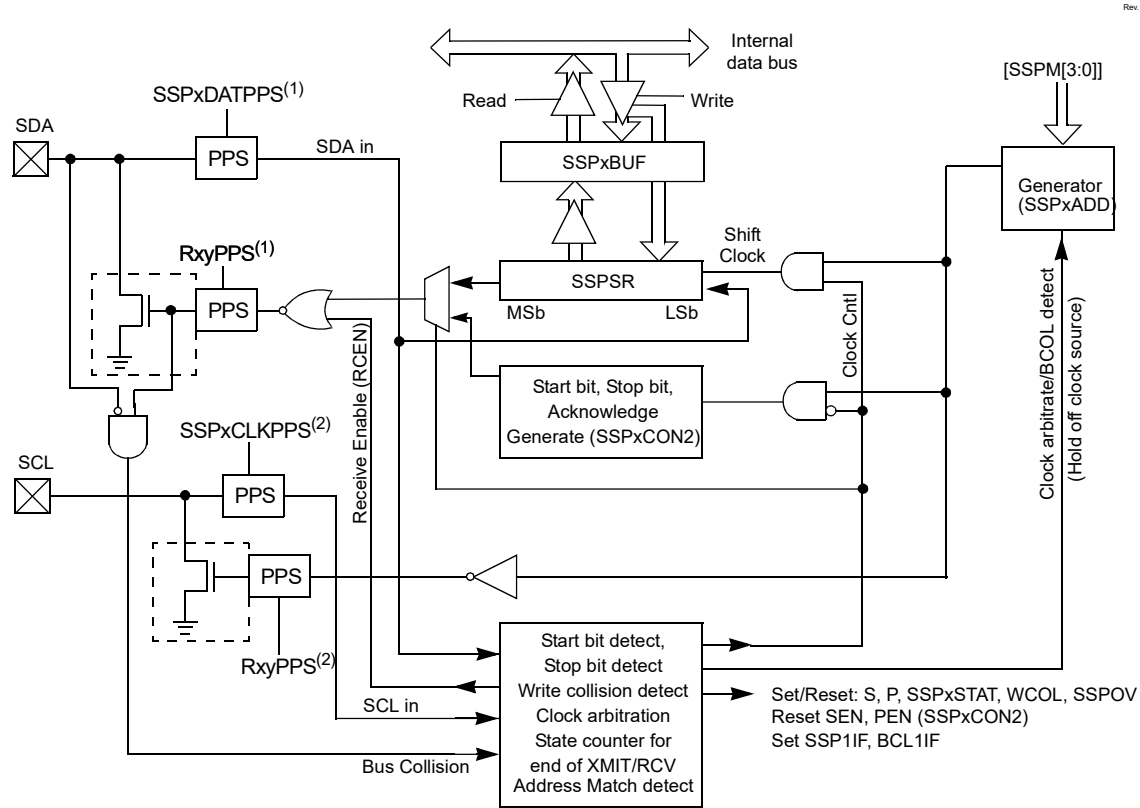 Rev.
Internal
data bus
[SSPM[3:0]]
Read
Write
SSPxDATPPS(1)
SDA
PPS
SDA in
SSPxBUF
Generator
(SSPxADD)
RxyPPS(1)
Shift
Clock
SSPSR
MSb
LSb
PPS
Clock Cntl
Receive Enable (RCEN)
Start bit, Stop bit,
Acknowledge
Generate (SSPxCON2)
Clock arbitrate/BCOL detect
(Hold off clock source)
SSPxCLKPPS(2)
SCL
PPS
PPS
RxyPPS(2)
Start bit detect,
Stop bit detect
Write collision detect
Clock arbitration
State counter for
end of XMIT/RCV
Address Match detect
SCL in
Bus Collision
Set/Reset: S, P, SSPxSTAT, WCOL, SSPOV
Reset SEN, PEN (SSPxCON2)
Set SSP1IF, BCL1IF